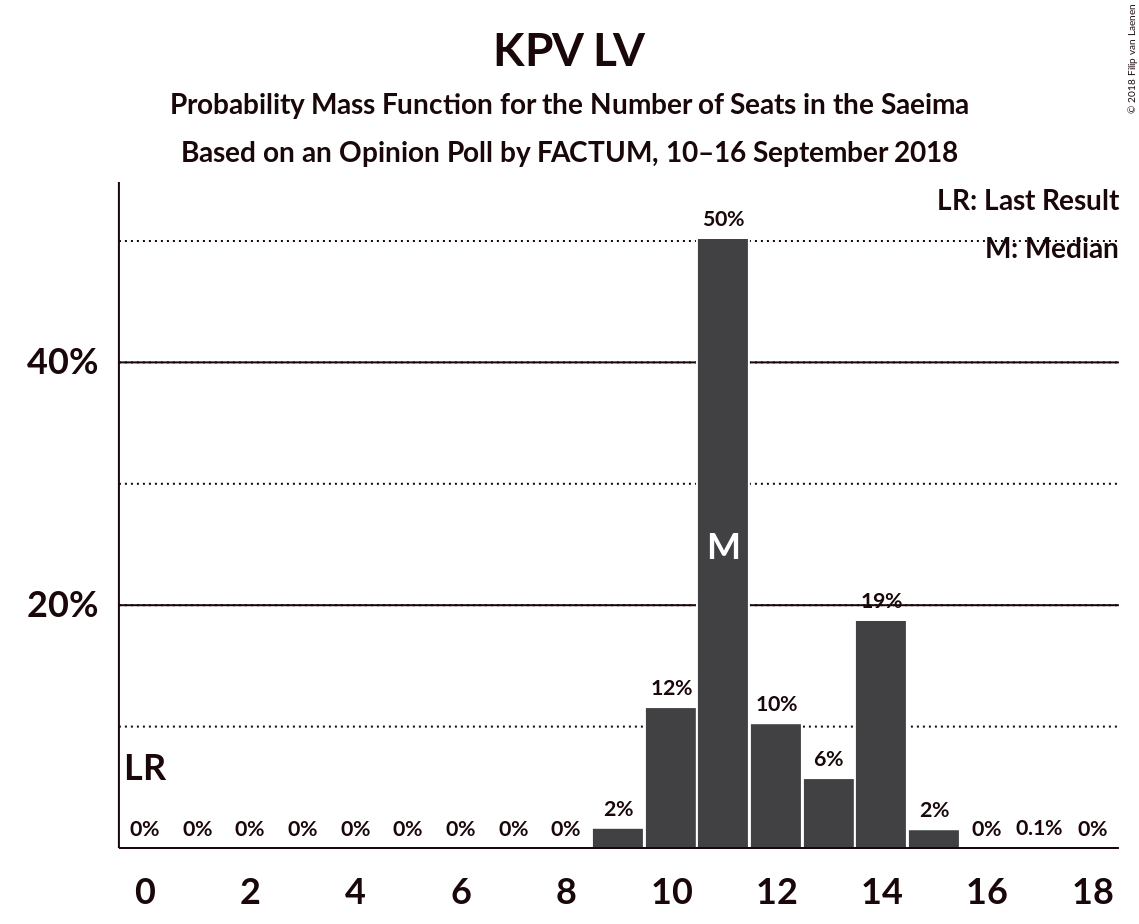 KPV LV
Probability Mass Function for the Number of Seats in the Saeima
Based on an Opinion Poll by FACTUM, 10–16 September 2018
© 2018 Filip van Laenen
LR: Last Result
M: Median
50%
40%
M
20%
19%
12%
10%
6%
LR
2%
2%
0% 0% 0% 0% 0% 0% 0% 0% 0% 0% 0.1% 0%
0 2 4 6 8 10 12 14 16 18